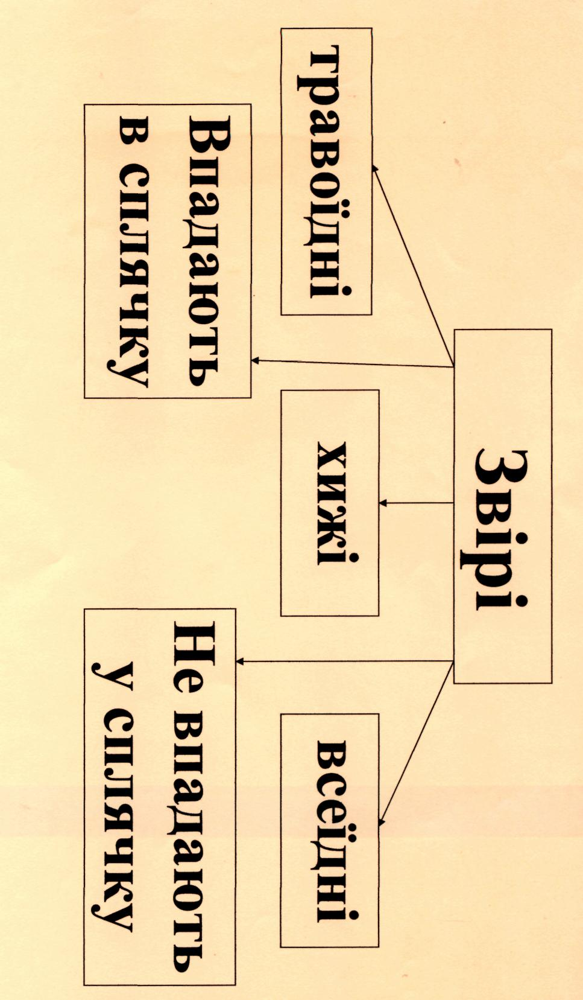 Звірі
травоїдні
хижі
всеїдні
Впадають
в сплячку
Не впадають
у сплячку